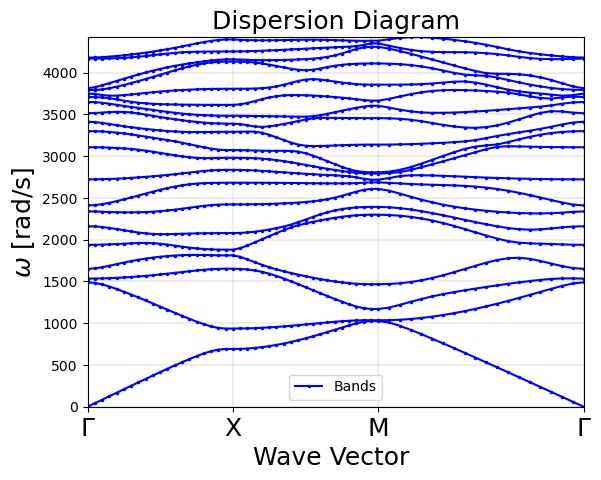 Dispersion Diagram
ω [rad/s]
4000
3500
3000
2500
2000
1500
1000
500
0
Bands
Γ X M Γ
Wave Vector